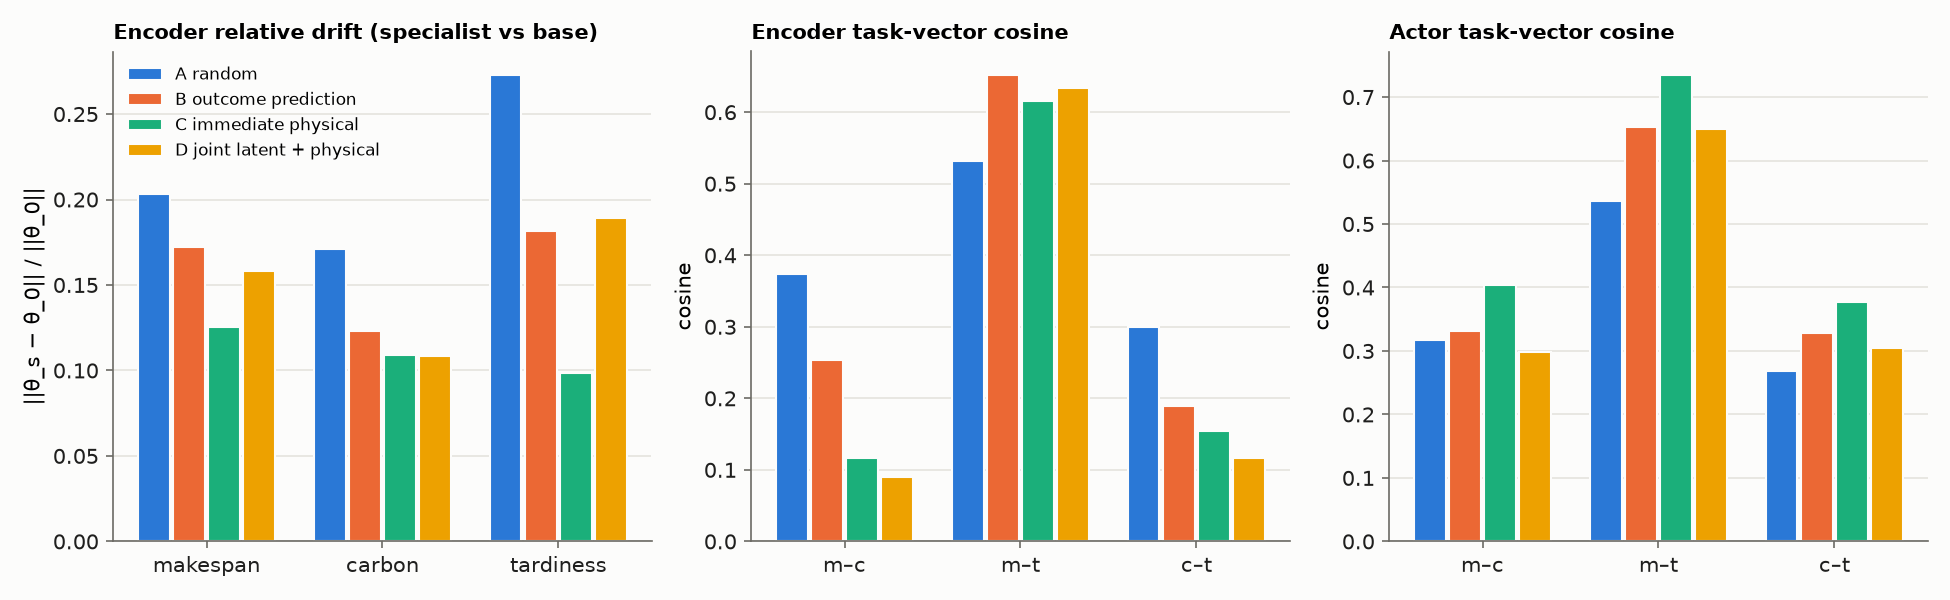 Encoder relative drift (specialist vs base)
||θ_s − θ_0|| / ||θ_0||
0.25
0.20
0.15
0.10
0.05
0.00
A random
B outcome prediction
C immediate physical
D joint latent + physical
makespan
carbon
tardiness
Encoder task-vector cosine
cosine
0.6
0.5
0.4
0.3
0.2
0.1
0.0
m–c
m–t
c–t
Actor task-vector cosine
cosine
0.7
0.6
0.5
0.4
0.3
0.2
0.1
0.0
m–c
m–t
c–t